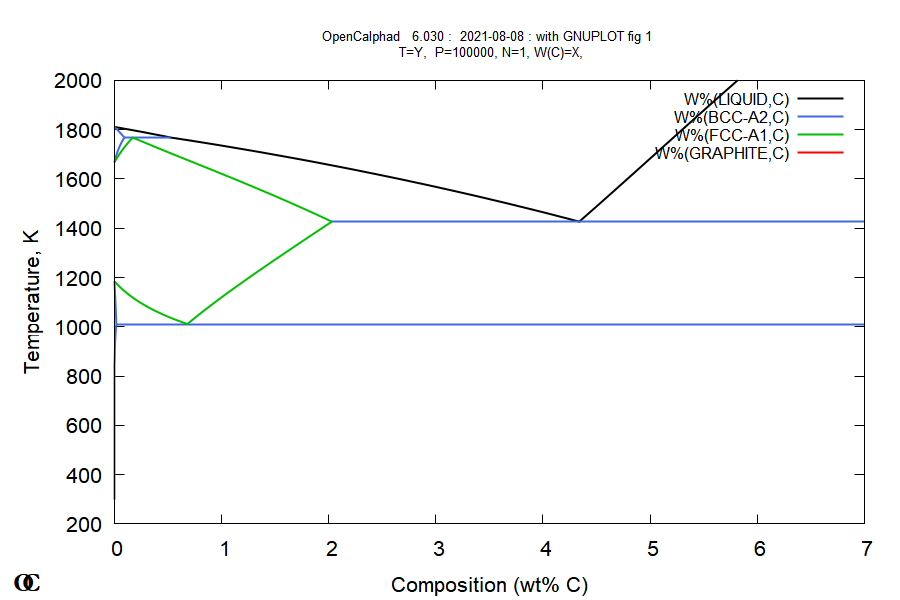 OpenCalphad 6.030 : 2021-08-08 : with GNUPLOT fig 1
T=Y, P=100000, N=1, W(C)=X,
W%(LIQUID,C)
W%(BCC-A2,C)
W%(FCC-A1,C)
W%(GRAPHITE,C)
2000
1800
1600
1400
1200
1000
800
600
400
200
Temperature, K
0 1 2 3 4 5 6 7
Composition (wt% C)
OC